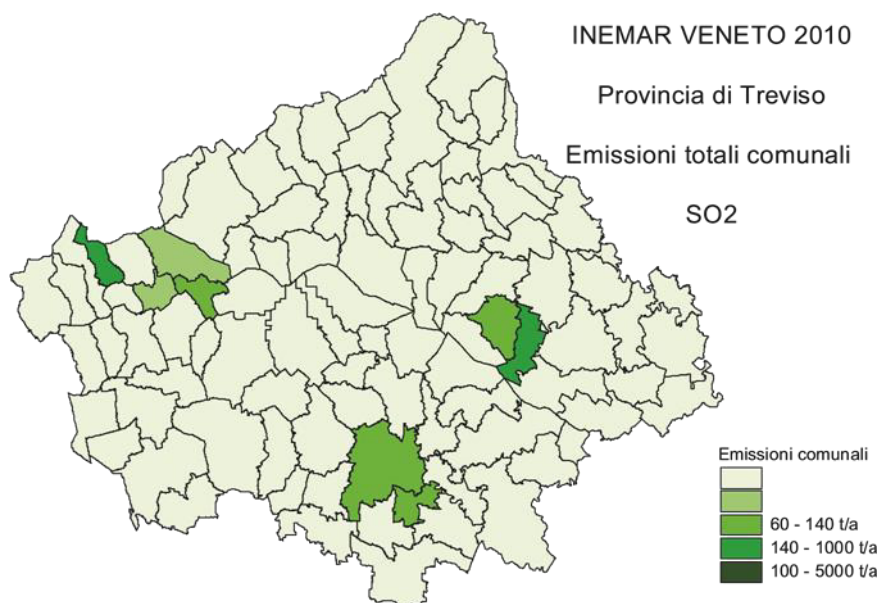 INEMAR VENETO 2010
Provincia di Treviso
Emissioni totali comunali
SO2
Emissioni comunali
60 - 140 t/a
140 - 1000 t/a
100 - 5000 t/a